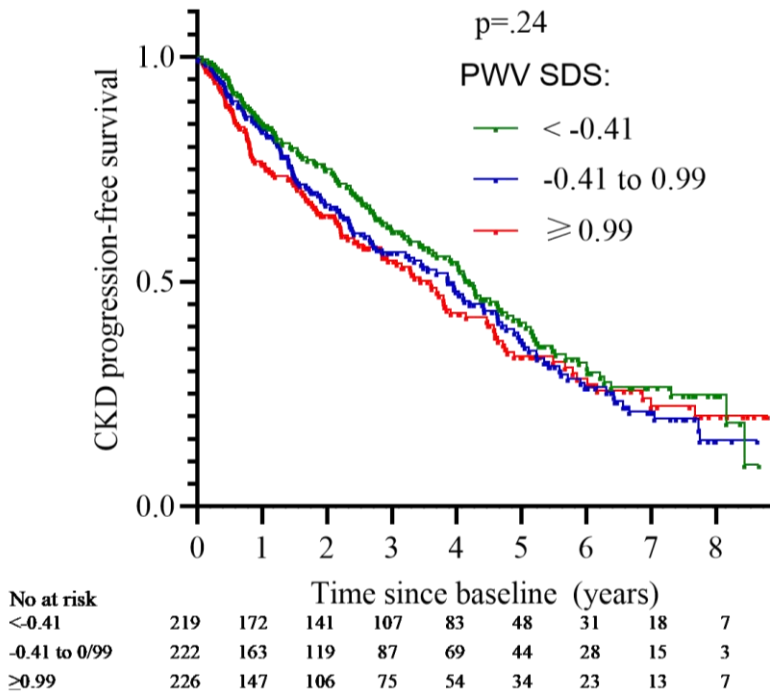 p=.24
PWV SDS:
< -0.41
-0.41 to 0.99
≥0.99
CKD progression-free survival
1.0
0.5
0.0
0 1 2 3 4 5 6 7 8
Time since baseline (years)
No at risk
<-0.41 219 172 141 107 83 48 31 18 7
-0.41 to 0/99 222 163 119 87 69 44 28 15 3
≥0.99 226 147 106 75 54 34 23 13 7